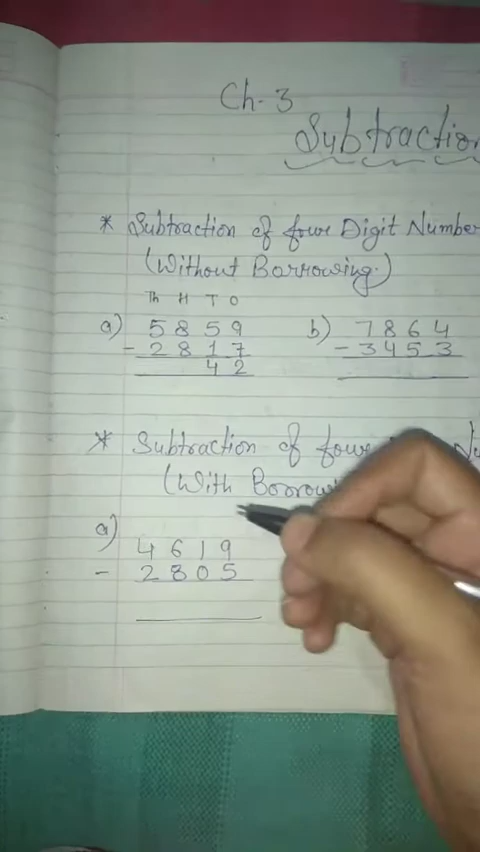 Ch-3
Subtraction
* Subtraction of four Digit Number
(Without Borrowing.)
Th H T O
a) 5 8 5 9
- 2 8 1 7
4 2
b) 7 8 6 4
- 3 4 5 3
* Subtraction of four
(With
a)
4 6 1 9
- 2 8 0 5